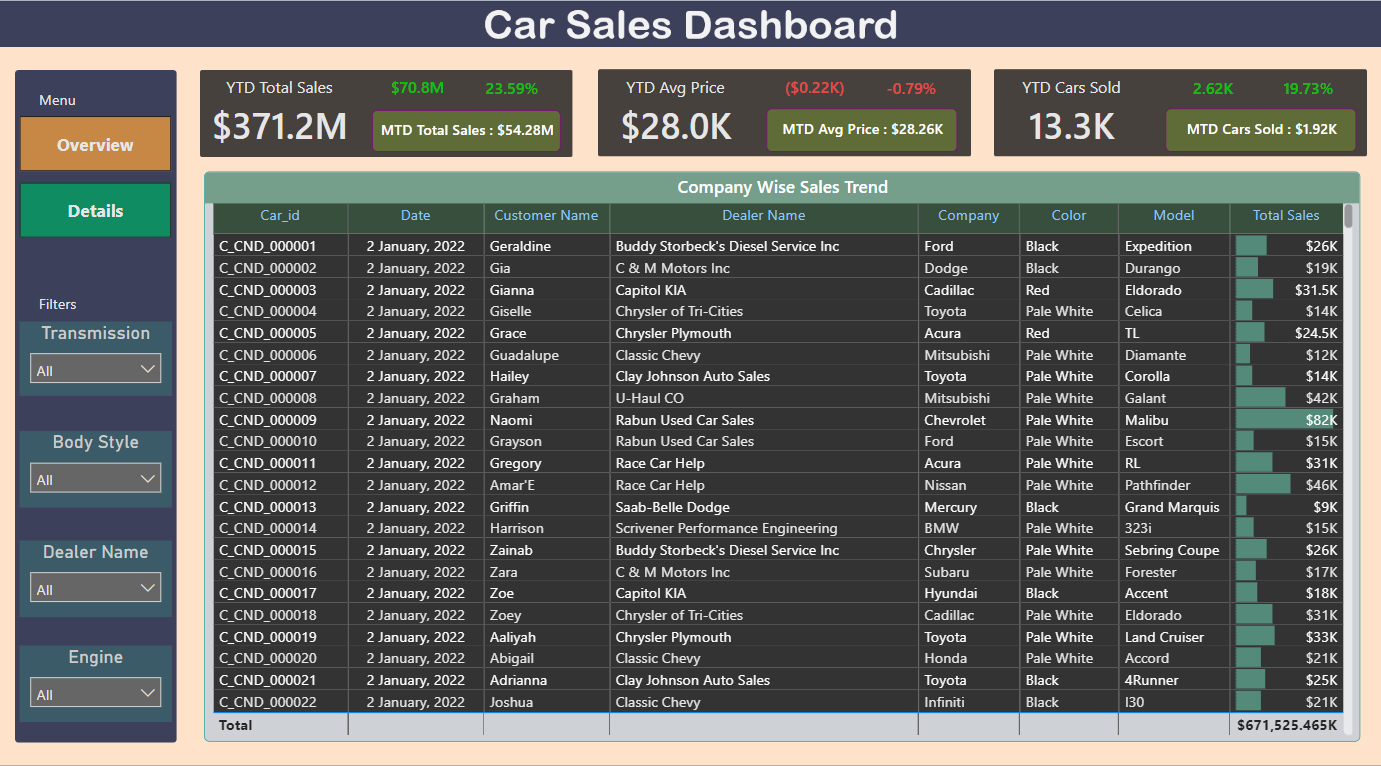 Car Sales Dashboard
Menu
Overview
Details
Filters
Transmission
All
Body Style
All
Dealer Name
All
Engine
All
YTD Total Sales $70.8M 23.59%
$371.2M MTD Total Sales : $54.28M
YTD Avg Price ($0.22K) -0.79%
$28.0K MTD Avg Price : $28.26K
YTD Cars Sold 2.62K 19.73%
13.3K MTD Cars Sold : $1.92K
Company Wise Sales Trend
Car_id Date Customer Name Dealer Name Company Color Model Total Sales
C_CND_000001 2 January, 2022 Geraldine Buddy Storbeck's Diesel Service Inc Ford Black Expedition $26K
C_CND_000002 2 January, 2022 Gia C & M Motors Inc Dodge Black Durango $19K
C_CND_000003 2 January, 2022 Gianna Capitol KIA Cadillac Red Eldorado $31.5K
C_CND_000004 2 January, 2022 Giselle Chrysler of Tri-Cities Toyota Pale White Celica $14K
C_CND_000005 2 January, 2022 Grace Chrysler Plymouth Acura Red TL $24.5K
C_CND_000006 2 January, 2022 Guadalupe Classic Chevy Mitsubishi Pale White Diamante $12K
C_CND_000007 2 January, 2022 Hailey Clay Johnson Auto Sales Toyota Pale White Corolla $14K
C_CND_000008 2 January, 2022 Graham U-Haul CO Mitsubishi Pale White Galant $42K
C_CND_000009 2 January, 2022 Naomi Rabun Used Car Sales Chevrolet Pale White Malibu $82K
C_CND_000010 2 January, 2022 Grayson Rabun Used Car Sales Ford Pale White Escort $15K
C_CND_000011 2 January, 2022 Gregory Race Car Help Acura Pale White RL $31K
C_CND_000012 2 January, 2022 Amar'E Race Car Help Nissan Pale White Pathfinder $46K
C_CND_000013 2 January, 2022 Griffin Saab-Belle Dodge Mercury Black Grand Marquis $9K
C_CND_000014 2 January, 2022 Harrison Scrivener Performance Engineering BMW Pale White 323i $15K
C_CND_000015 2 January, 2022 Zainab Buddy Storbeck's Diesel Service Inc Chrysler Pale White Sebring Coupe $26K
C_CND_000016 2 January, 2022 Zara C & M Motors Inc Subaru Pale White Forester $17K
C_CND_000017 2 January, 2022 Zoe Capitol KIA Hyundai Black Accent $18K
C_CND_000018 2 January, 2022 Zoey Chrysler of Tri-Cities Cadillac Pale White Eldorado $31K
C_CND_000019 2 January, 2022 Aaliyah Chrysler Plymouth Toyota Pale White Land Cruiser $33K
C_CND_000020 2 January, 2022 Abigail Classic Chevy Honda Pale White Accord $21K
C_CND_000021 2 January, 2022 Adrianna Clay Johnson Auto Sales Toyota Black 4Runner $25K
C_CND_000022 2 January, 2022 Joshua Classic Chevy Infiniti Black I30 $21K
Total $671,525.465K